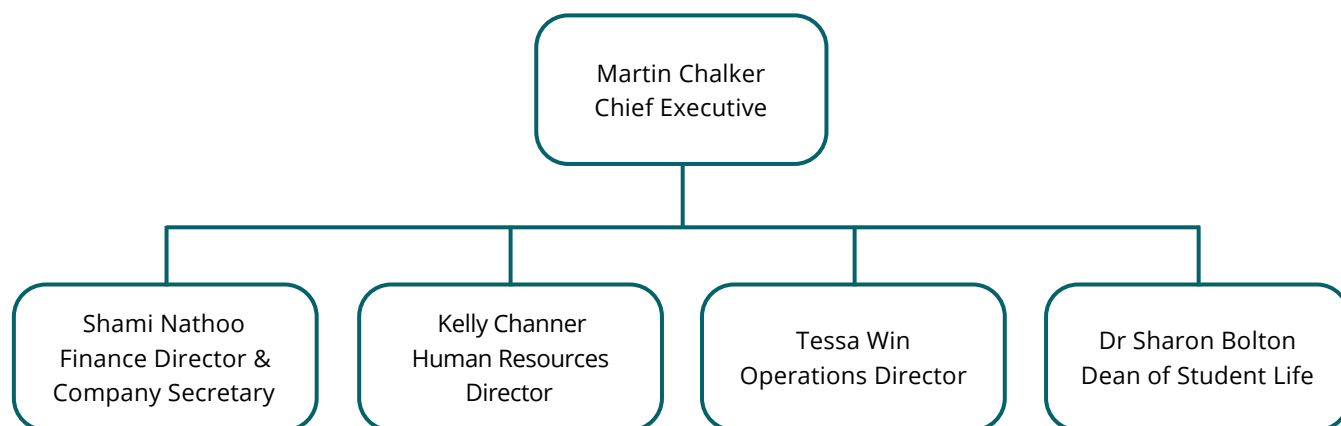 Martin Chalker
Chief Executive
Shami Nathoo
Finance Director &
Company Secretary
Kelly Channer
Human Resources
Director
Tessa Win
Operations Director
Dr Sharon Bolton
Dean of Student Life